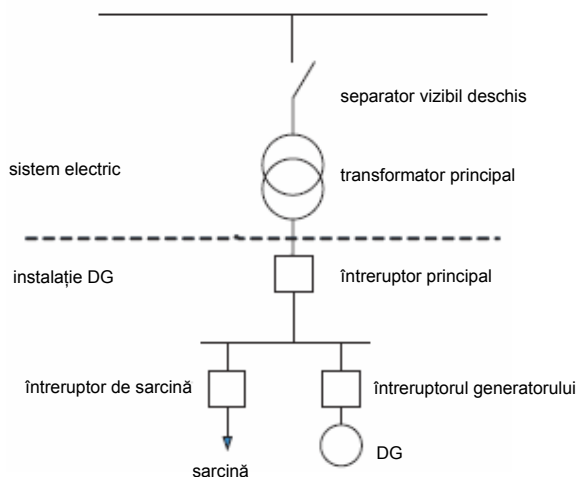 separator vizibil deschis
sistem electric
transformator principal
instalație DG
întreruptor principal
întreruptor de sarcină
întreruptorul generatorului
DG
sarcină